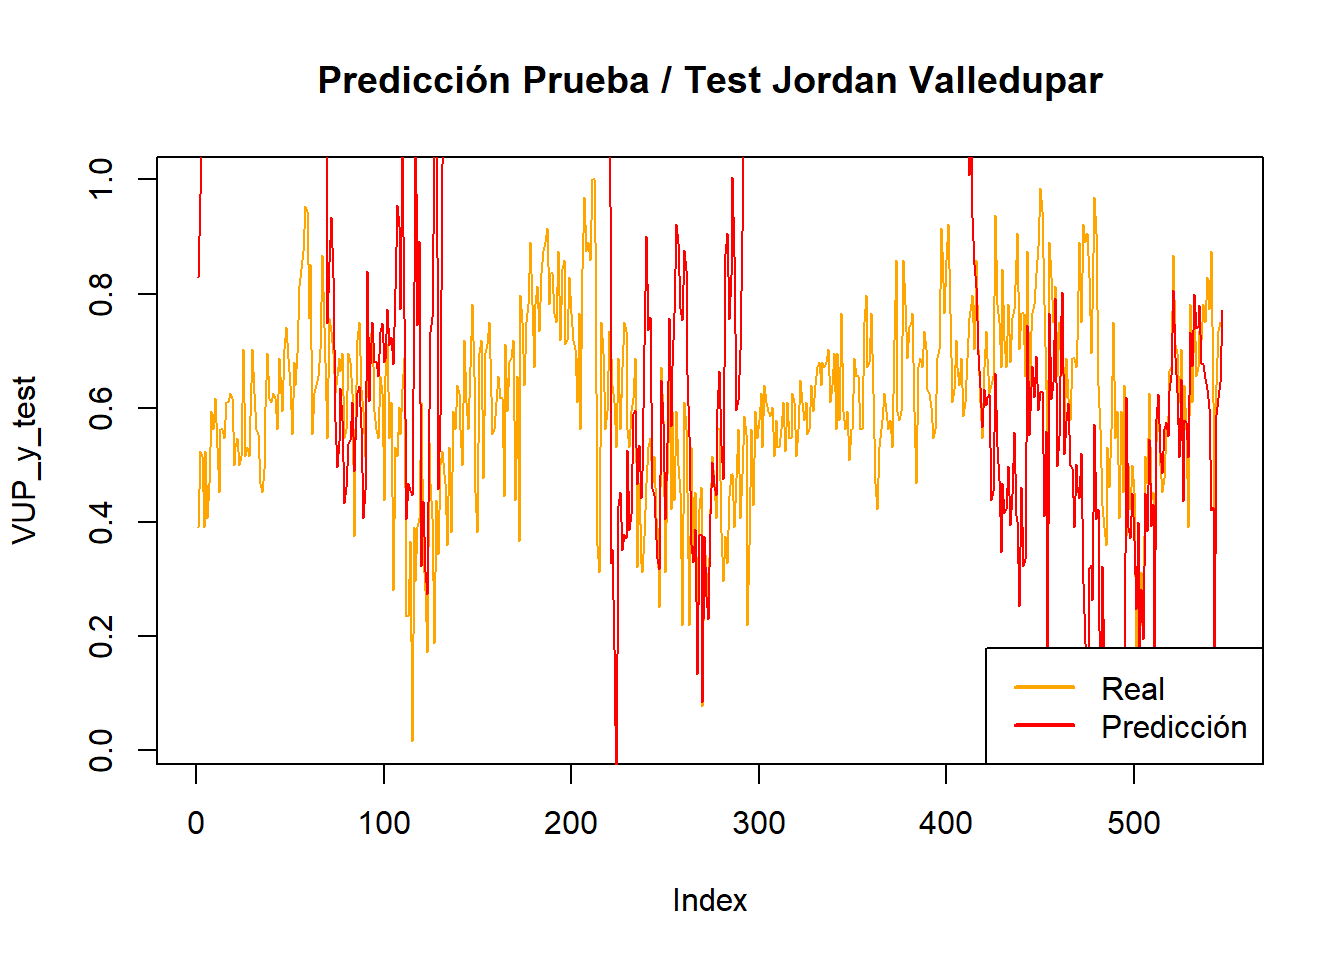 Predicción Prueba / Test Jordan Valledupar
VUP_y_test
1.0
0.8
0.6
0.4
0.2
0.0
Real
Predicción
0 100 200 300 400 500
Index